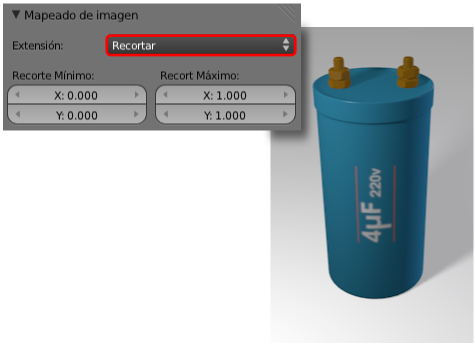 Mapeado de imagen
Extensión: Recortar
Recorte Mínimo: Recort Máximo:
X: 0.000 X: 1.000
Y: 0.000 Y: 1.000
4µF 220v